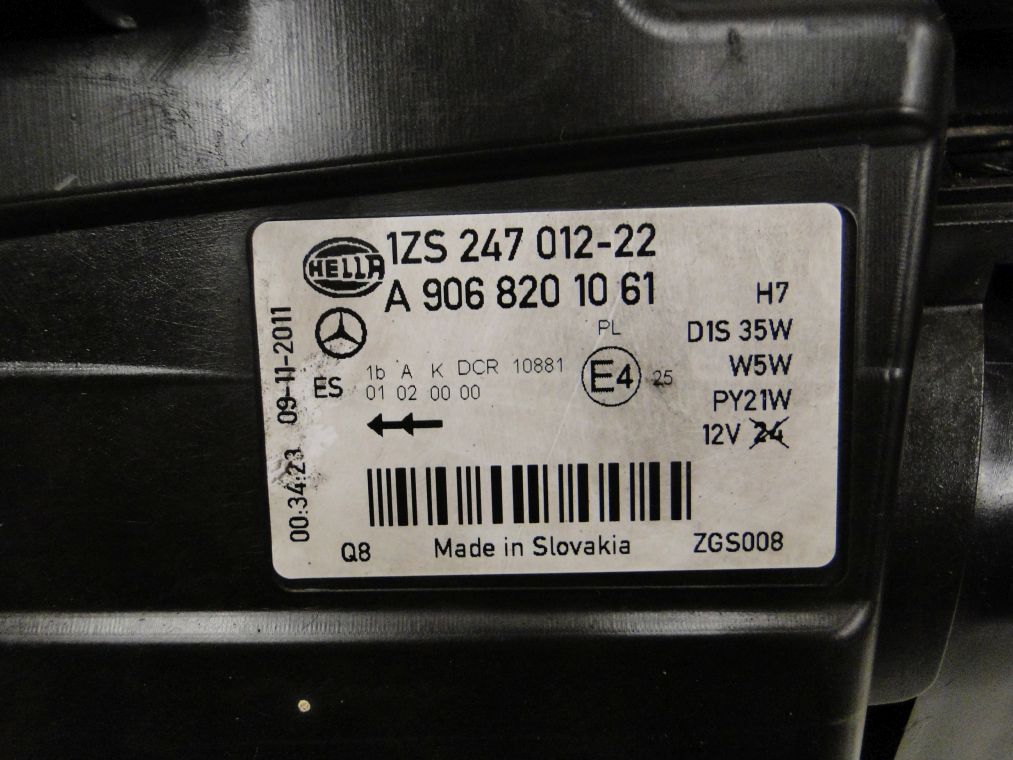 HELLA
1ZS 247 012-22
A 906 820 10 61
H7
PL
D1S 35W
1b A K DCR 10881
E4
25
W5W
ES
01 02 00 00
PY21W
12V 24
00:34:23 09-11-2011
Q8
Made in Slovakia
ZGS008